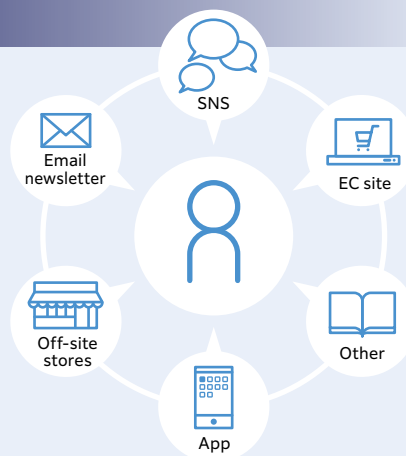 SNS
Email
newsletter
EC site
Off-site
stores
Other
App